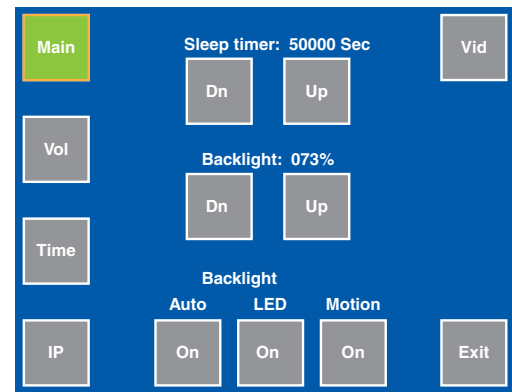 Main
Sleep timer: 50000 Sec
Vid
Dn
Up
Vol
Backlight: 073%
Dn
Up
Time
Backlight
Auto
LED
Motion
IP
On
On
On
Exit